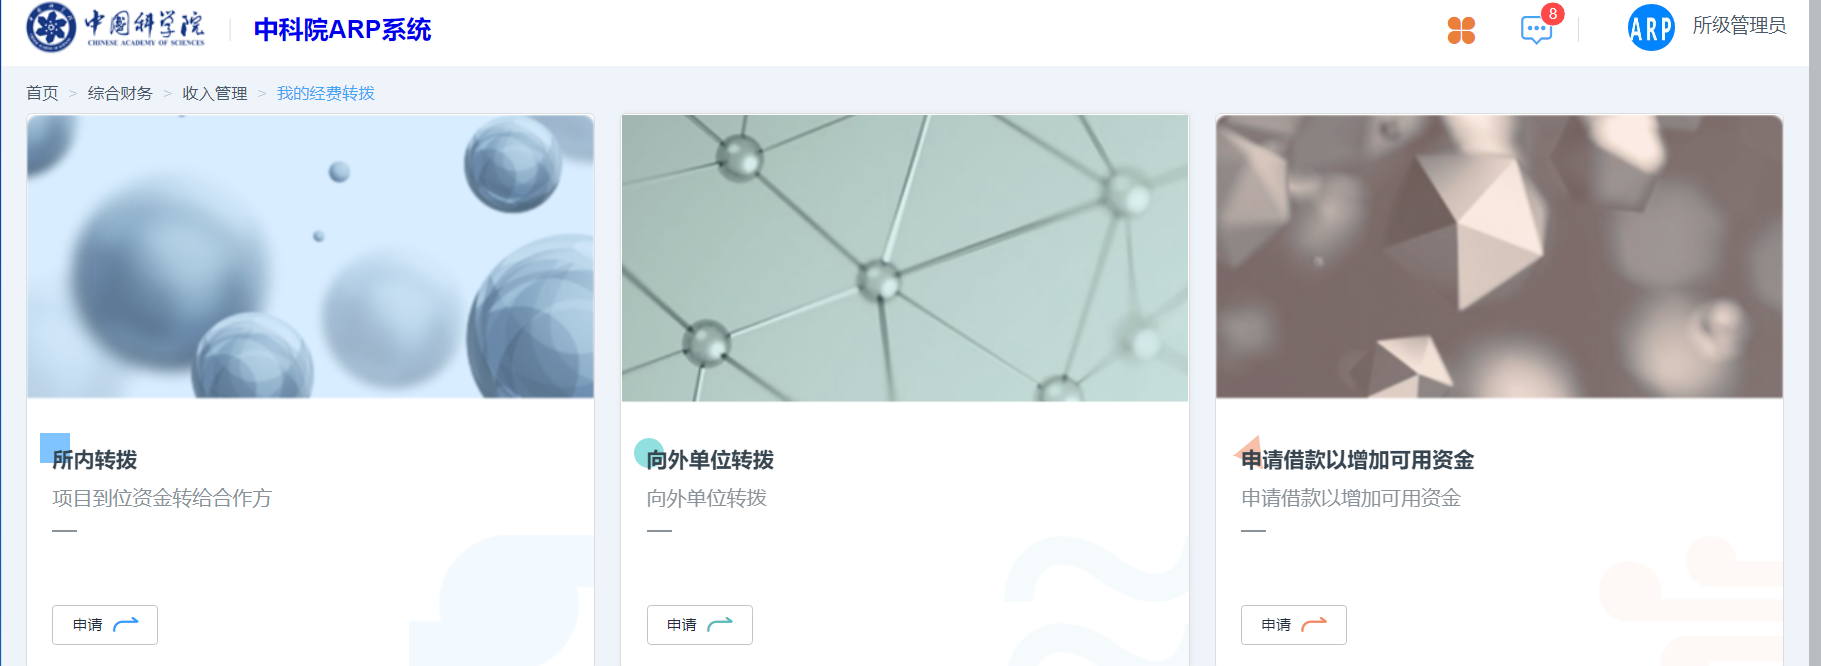 中国科学院
CHINESE ACADEMY OF SCIENCES
中科院ARP系统
8
ARP
所级管理员
首页 > 综合财务 > 收入管理 > 我的经费转拨
所内转拨
项目到位资金转给合作方
申请
向外单位转拨
向外单位转拨
申请
申请借款以增加可用资金
申请借款以增加可用资金
申请